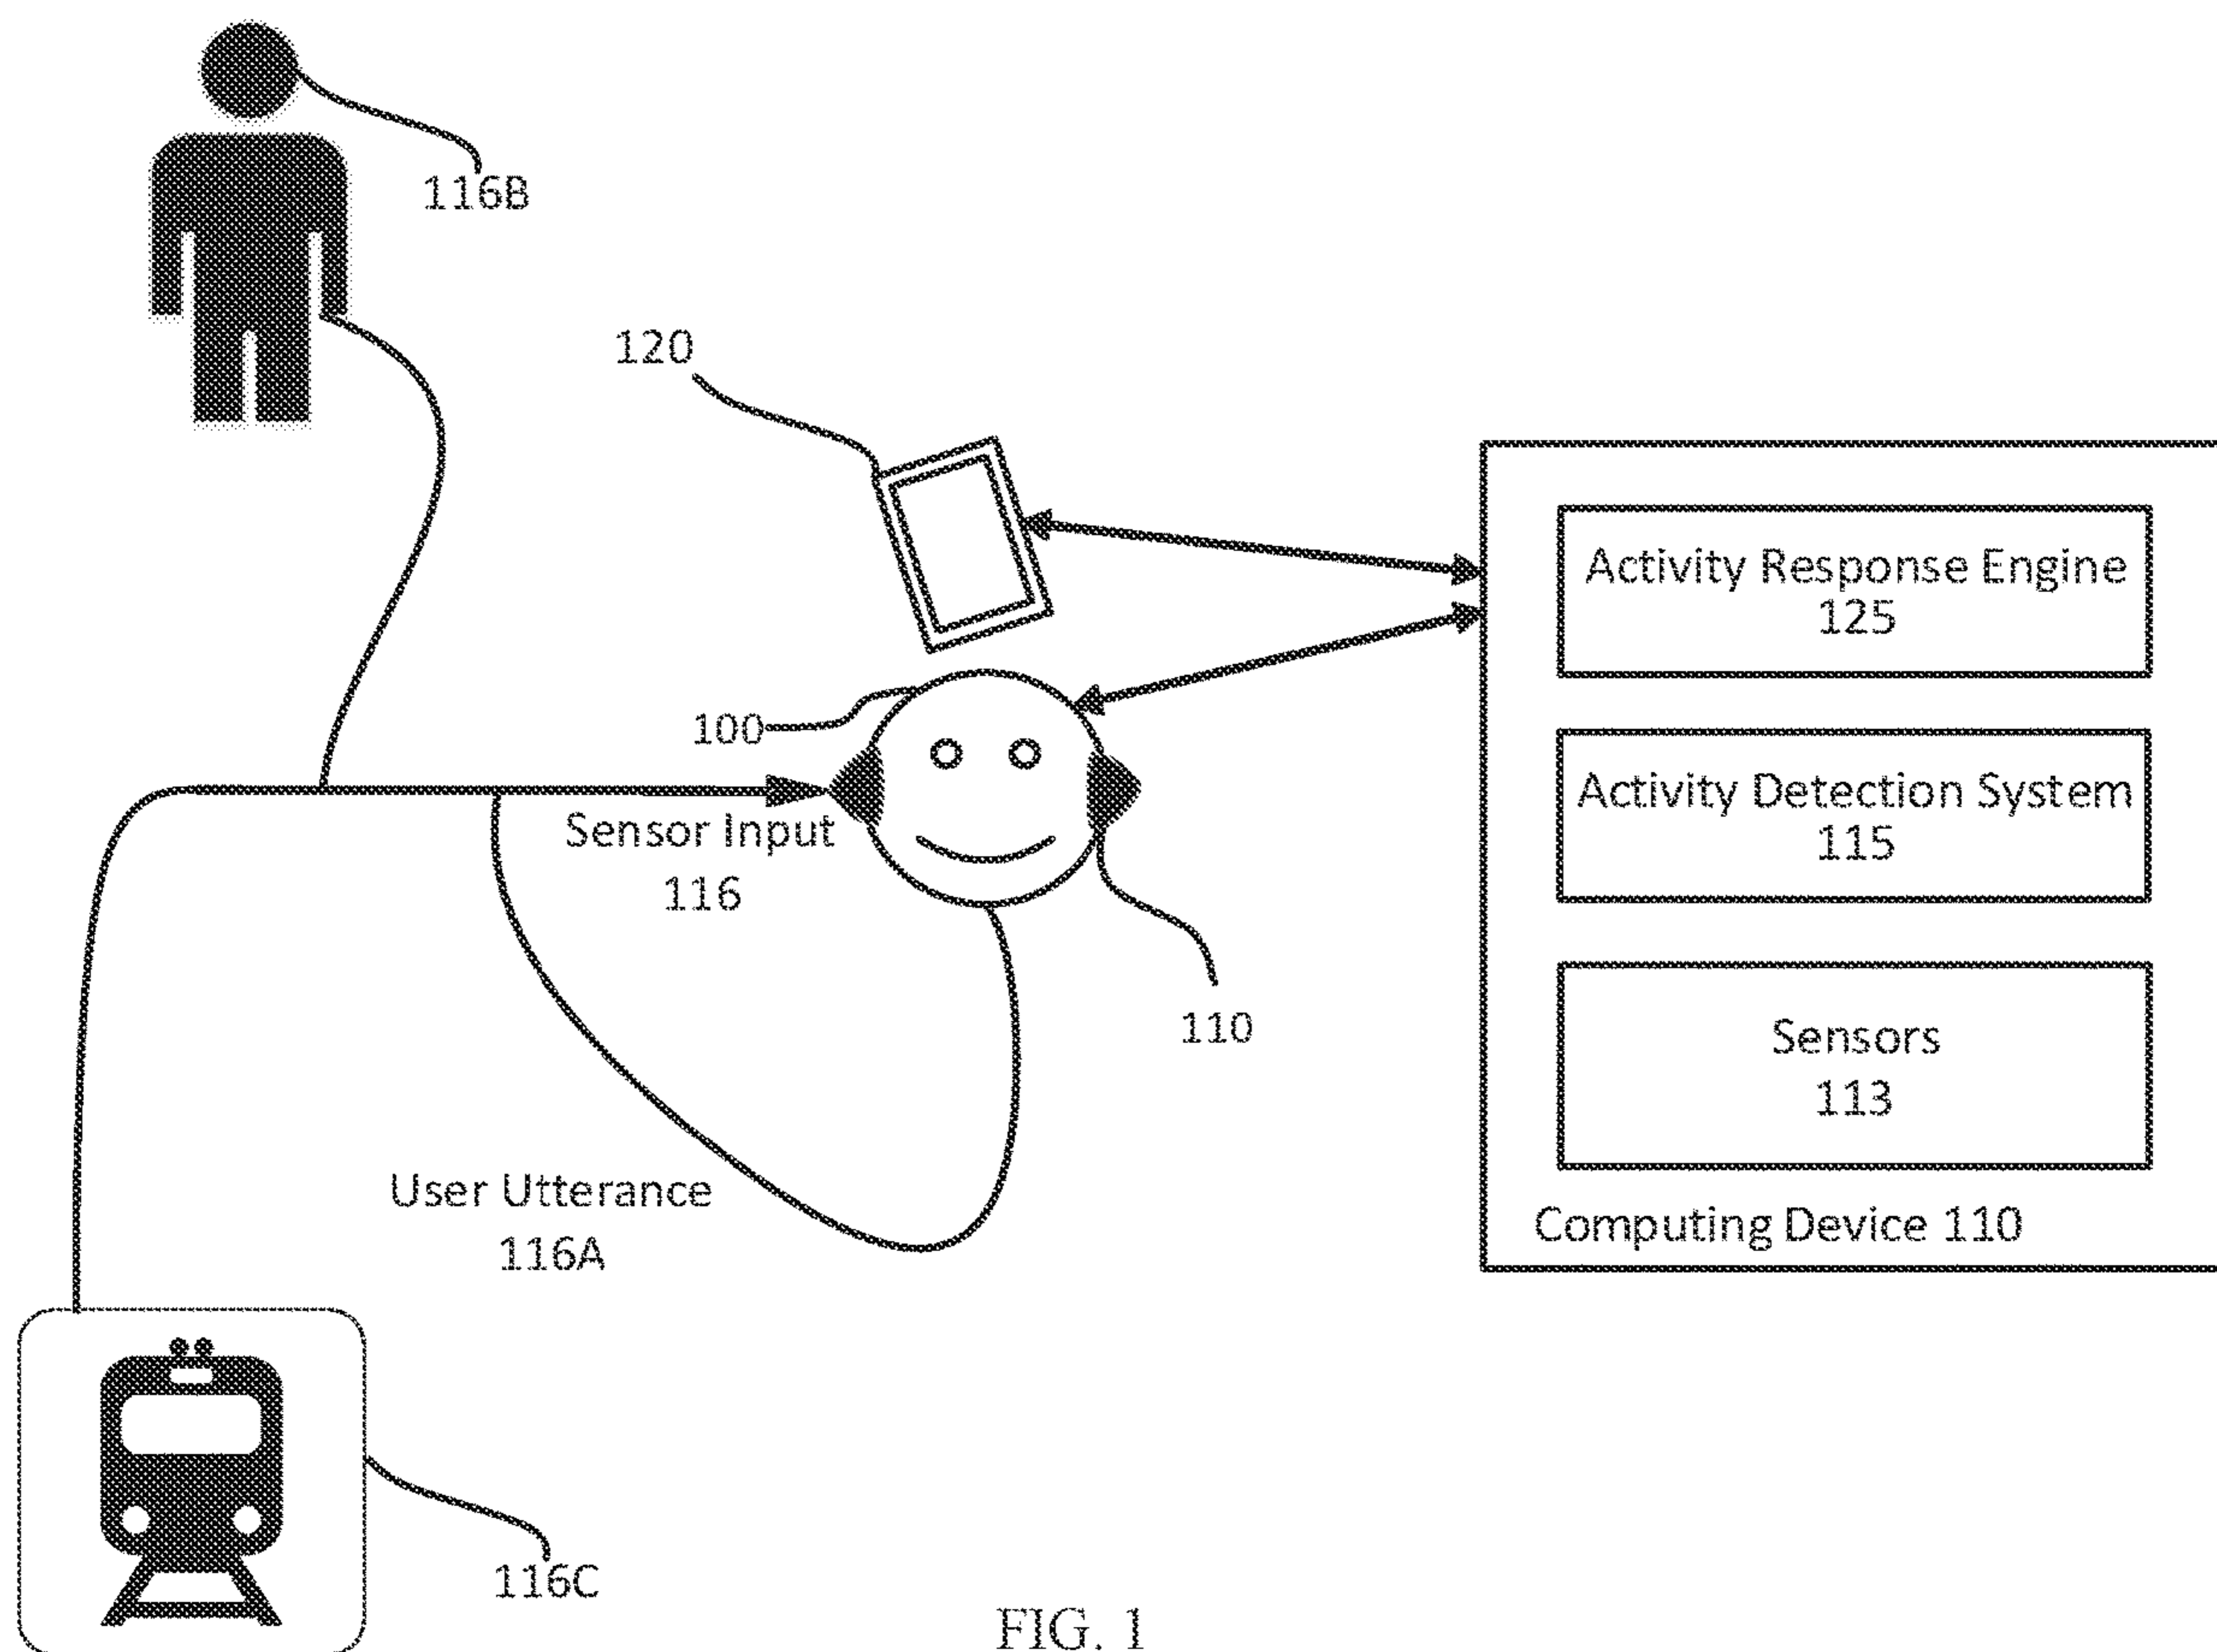 116B
120
Activity Response Engine
125
100
Activity Detection System
115
Sensor Input
116
110
Sensors
113
User Utterance
116A
Computing Device 110
116C
FIG. 1